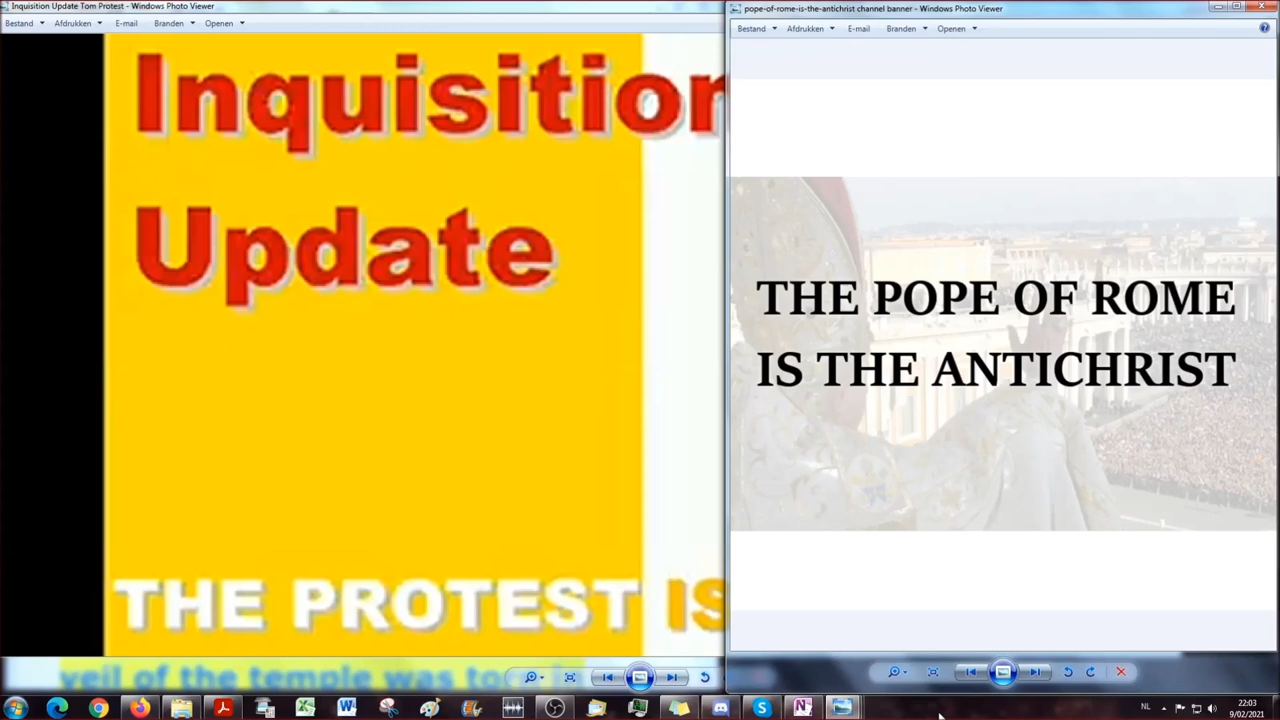 Inquisition Update Tom Protest - Windows Photo Viewer
Bestand Afdrukken E-mail Branden Openen
Inquisition
Update
THE PROTEST IS
veil of the temple was
pope-of-rome-is-the-antichrist channel banner - Windows Photo Viewer
Bestand Afdrukken E-mail Branden Openen
THE POPE OF ROME
IS THE ANTICHRIST
NL
22:03
9/02/2021